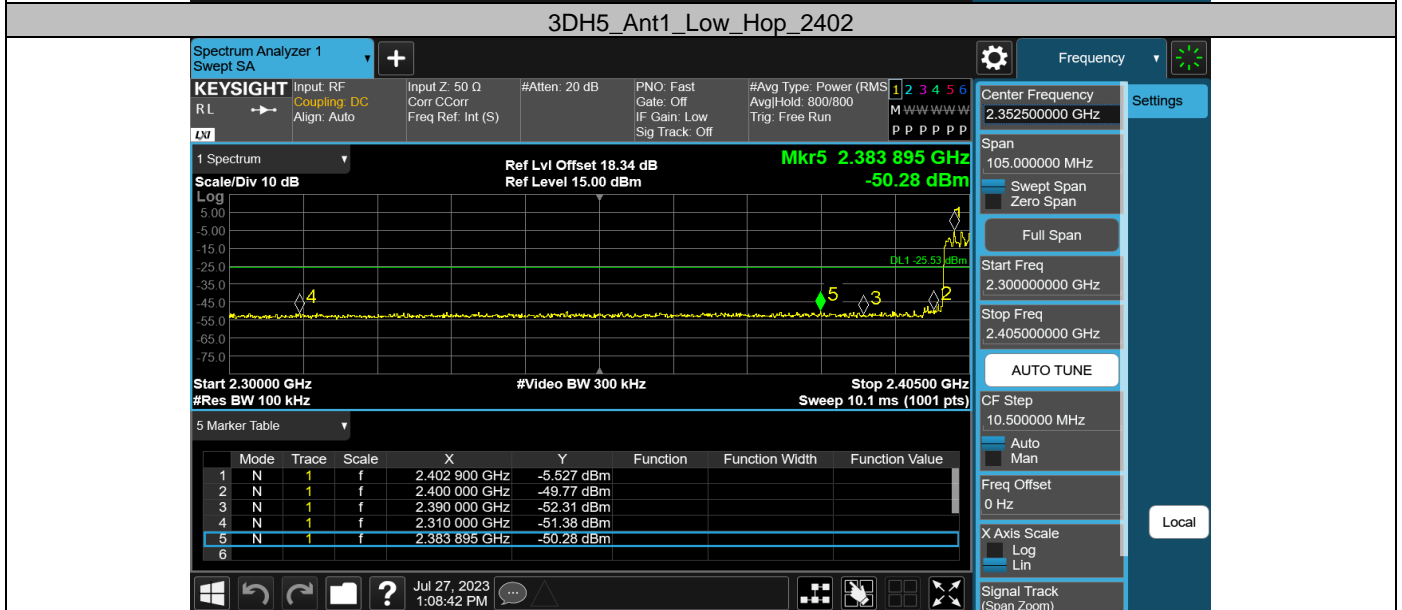 3DH5_Ant1_Low_Hop_2402
Spectrum Analyzer 1
Swept SA
Frequency
KEYSIGHT
RL
LXI
Input: RF
Coupling: DC
Align: Auto
Input Z: 50 Ω
Corr CCorr
Freq Ref: Int (S)
#Atten: 20 dB
PNO: Fast
Gate: Off
IF Gain: Low
Sig Track: Off
#Avg Type: Power (RMS
Avg|Hold: 800/800
Trig: Free Run
1 2 3 4 5 6
M W W W W W
P P P P P P
Center Frequency
2.352500000 GHz
Settings
Span
105.000000 MHz
Swept Span
Zero Span
Full Span
Start Freq
2.300000000 GHz
Stop Freq
2.405000000 GHz
AUTO TUNE
CF Step
10.500000 MHz
Auto
Man
Freq Offset
0 Hz
X Axis Scale
Log
Lin
Signal Track
(Span Zoom)
Local
1 Spectrum
Scale/Div 10 dB
Ref Lvl Offset 18.34 dB
Ref Level 15.00 dBm
Mkr5 2.383 895 GHz
-50.28 dBm
Log
5.00
-5.00
-15.0
-25.0
-35.0
-45.0
-55.0
-65.0
-75.0
1
DL1 -25.53 dBm
4
5
3
2
Start 2.30000 GHz
#Video BW 300 kHz
Stop 2.40500 GHz
#Res BW 100 kHz
Sweep 10.1 ms (1001 pts)
5 Marker Table
Mode Trace Scale X Y Function Function Width Function Value
1 N 1 f 2.402 900 GHz -5.527 dBm
2 N 1 f 2.400 000 GHz -49.77 dBm
3 N 1 f 2.390 000 GHz -52.31 dBm
4 N 1 f 2.310 000 GHz -51.38 dBm
5 N 1 f 2.383 895 GHz -50.28 dBm
6
Jul 27, 2023
1:08:42 PM